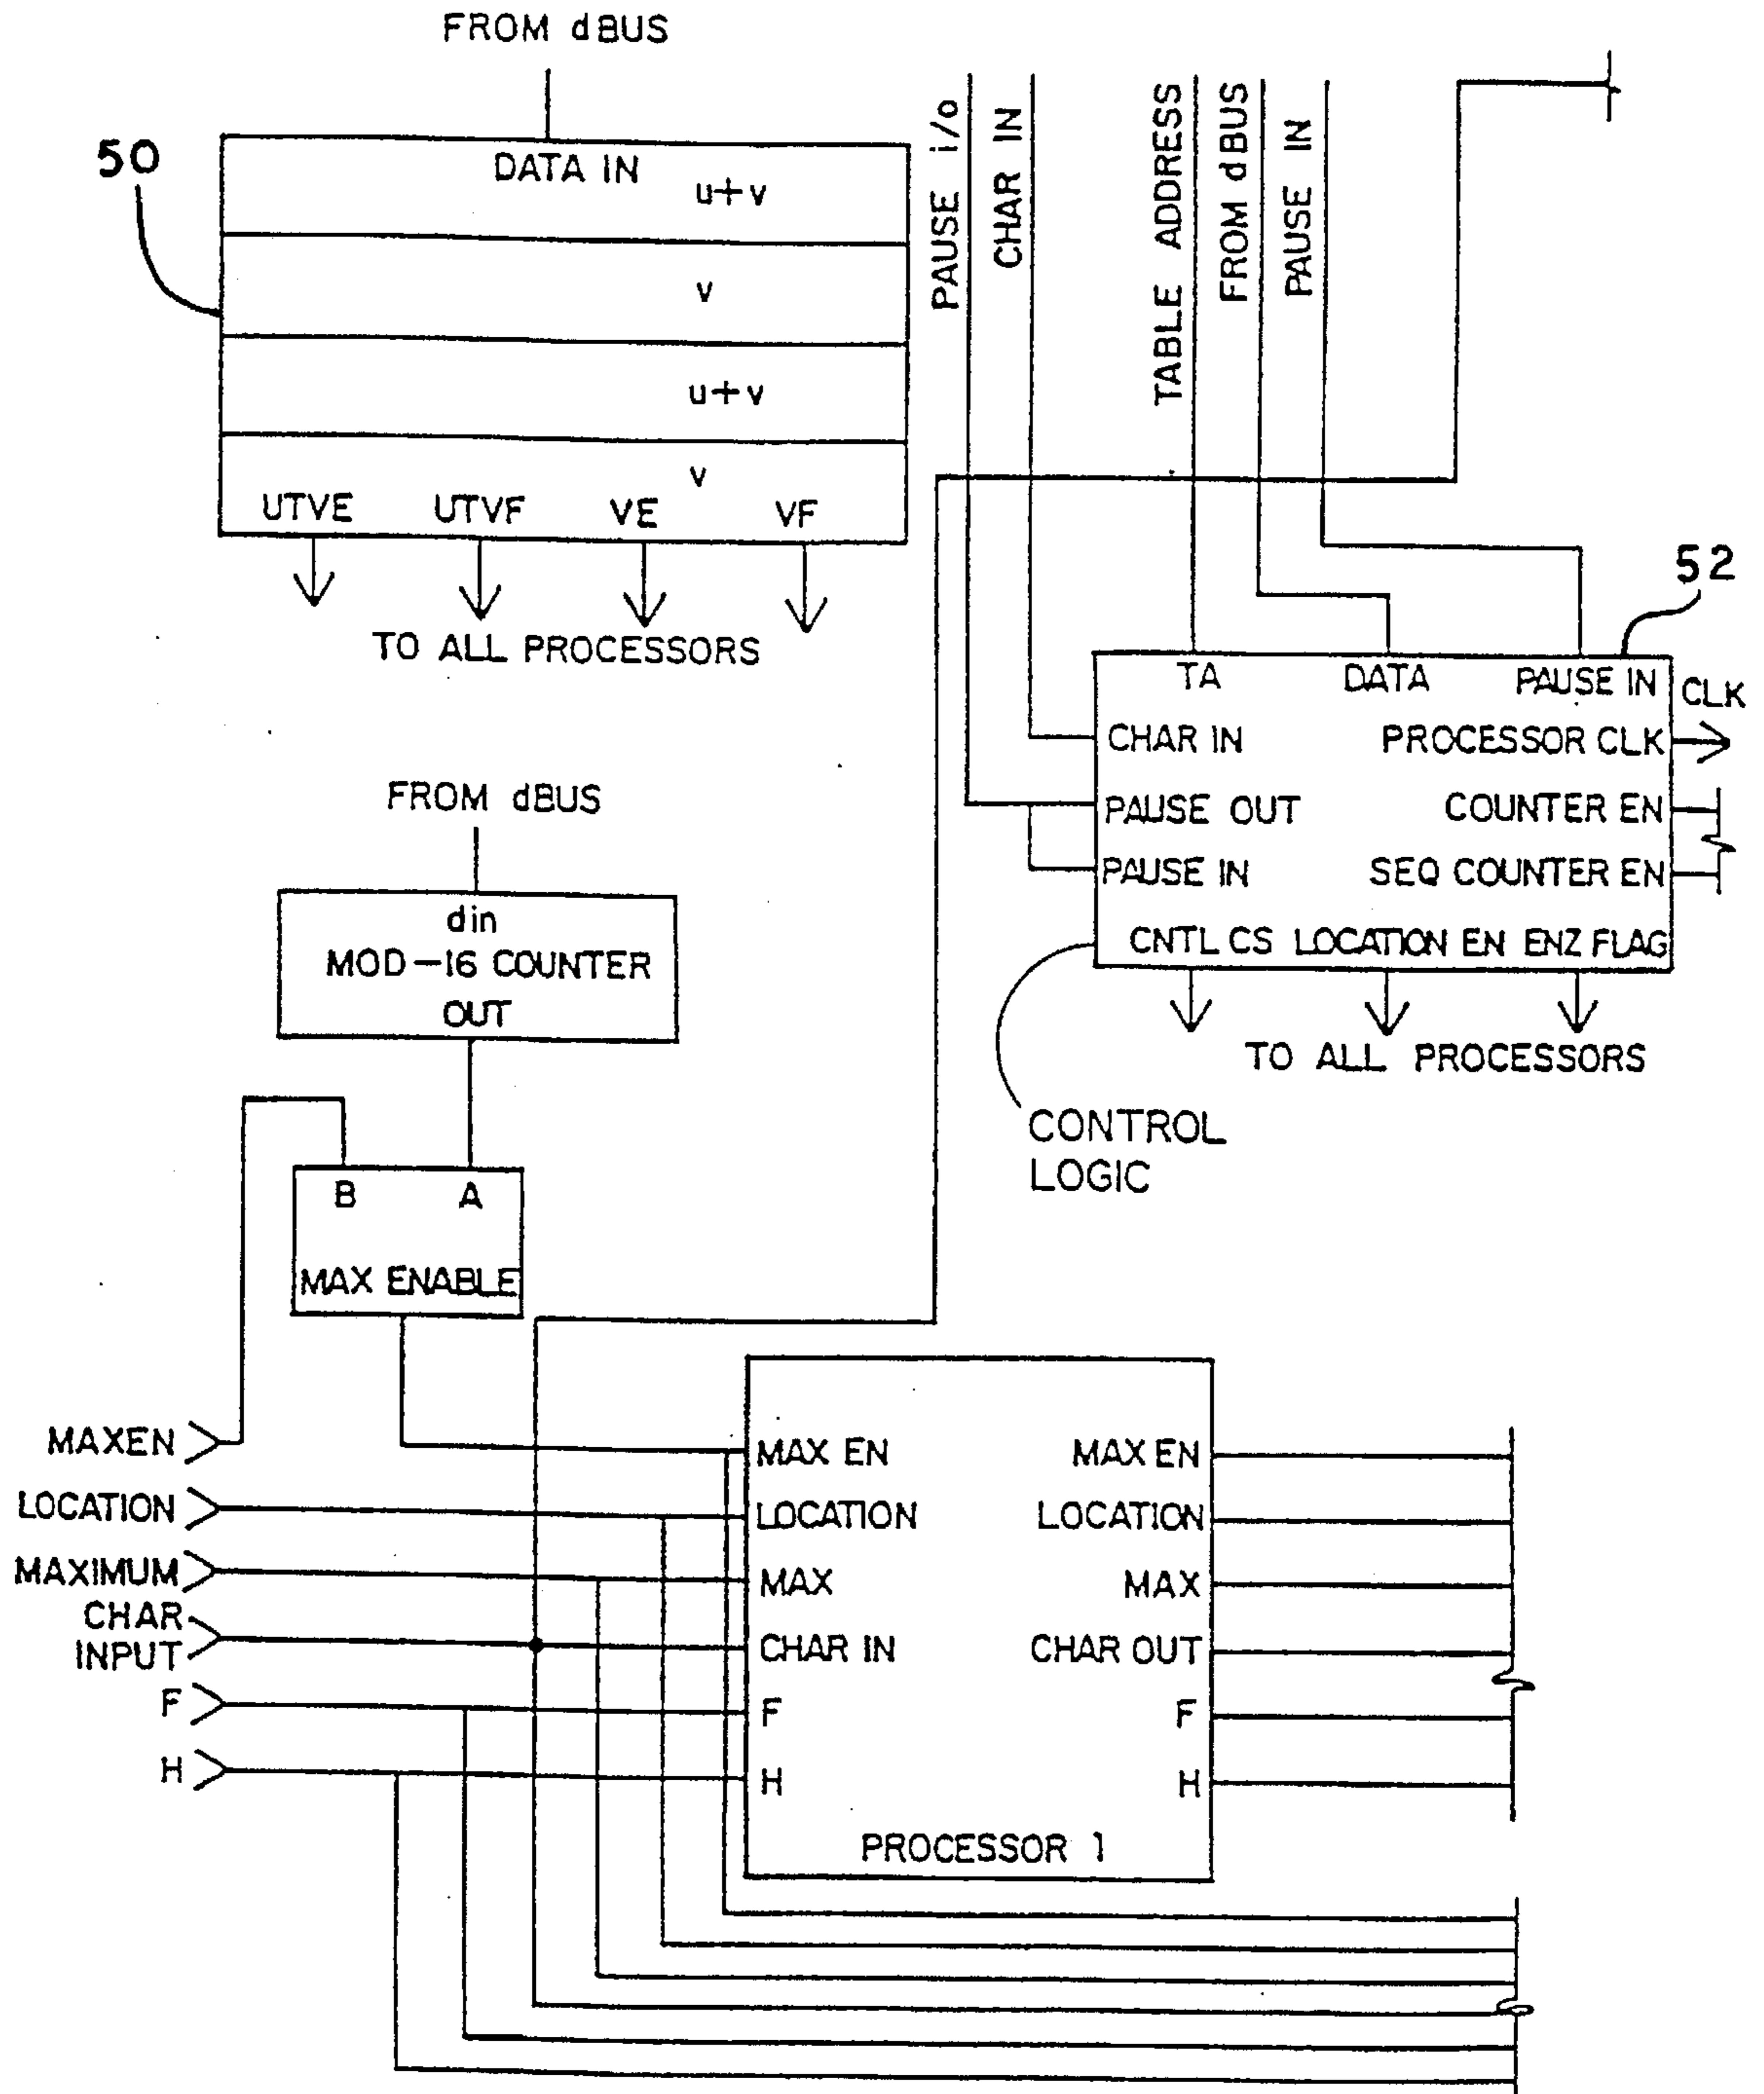 FROM dBUS
50
DATA IN
u+v
v
u+v
v
UTVE UTVF VE VF
TO ALL PROCESSORS
PAUSE i/o
CHAR IN
TABLE ADDRESS
FROM dBUS
PAUSE IN
52
TA DATA PAUSE IN
CLK
CHAR IN PROCESSOR CLK
PAUSE OUT COUNTER EN
PAUSE IN SEQ COUNTER EN
CNTL CS LOCATION EN ENZ FLAG
TO ALL PROCESSORS
CONTROL
LOGIC
FROM dBUS
din
MOD-16 COUNTER
OUT
B A
MAX ENABLE
MAXEN
LOCATION
MAXIMUM
CHAR
INPUT
F
H
MAX EN MAX EN
LOCATION LOCATION
MAX MAX
CHAR IN CHAR OUT
F F
H H
PROCESSOR 1